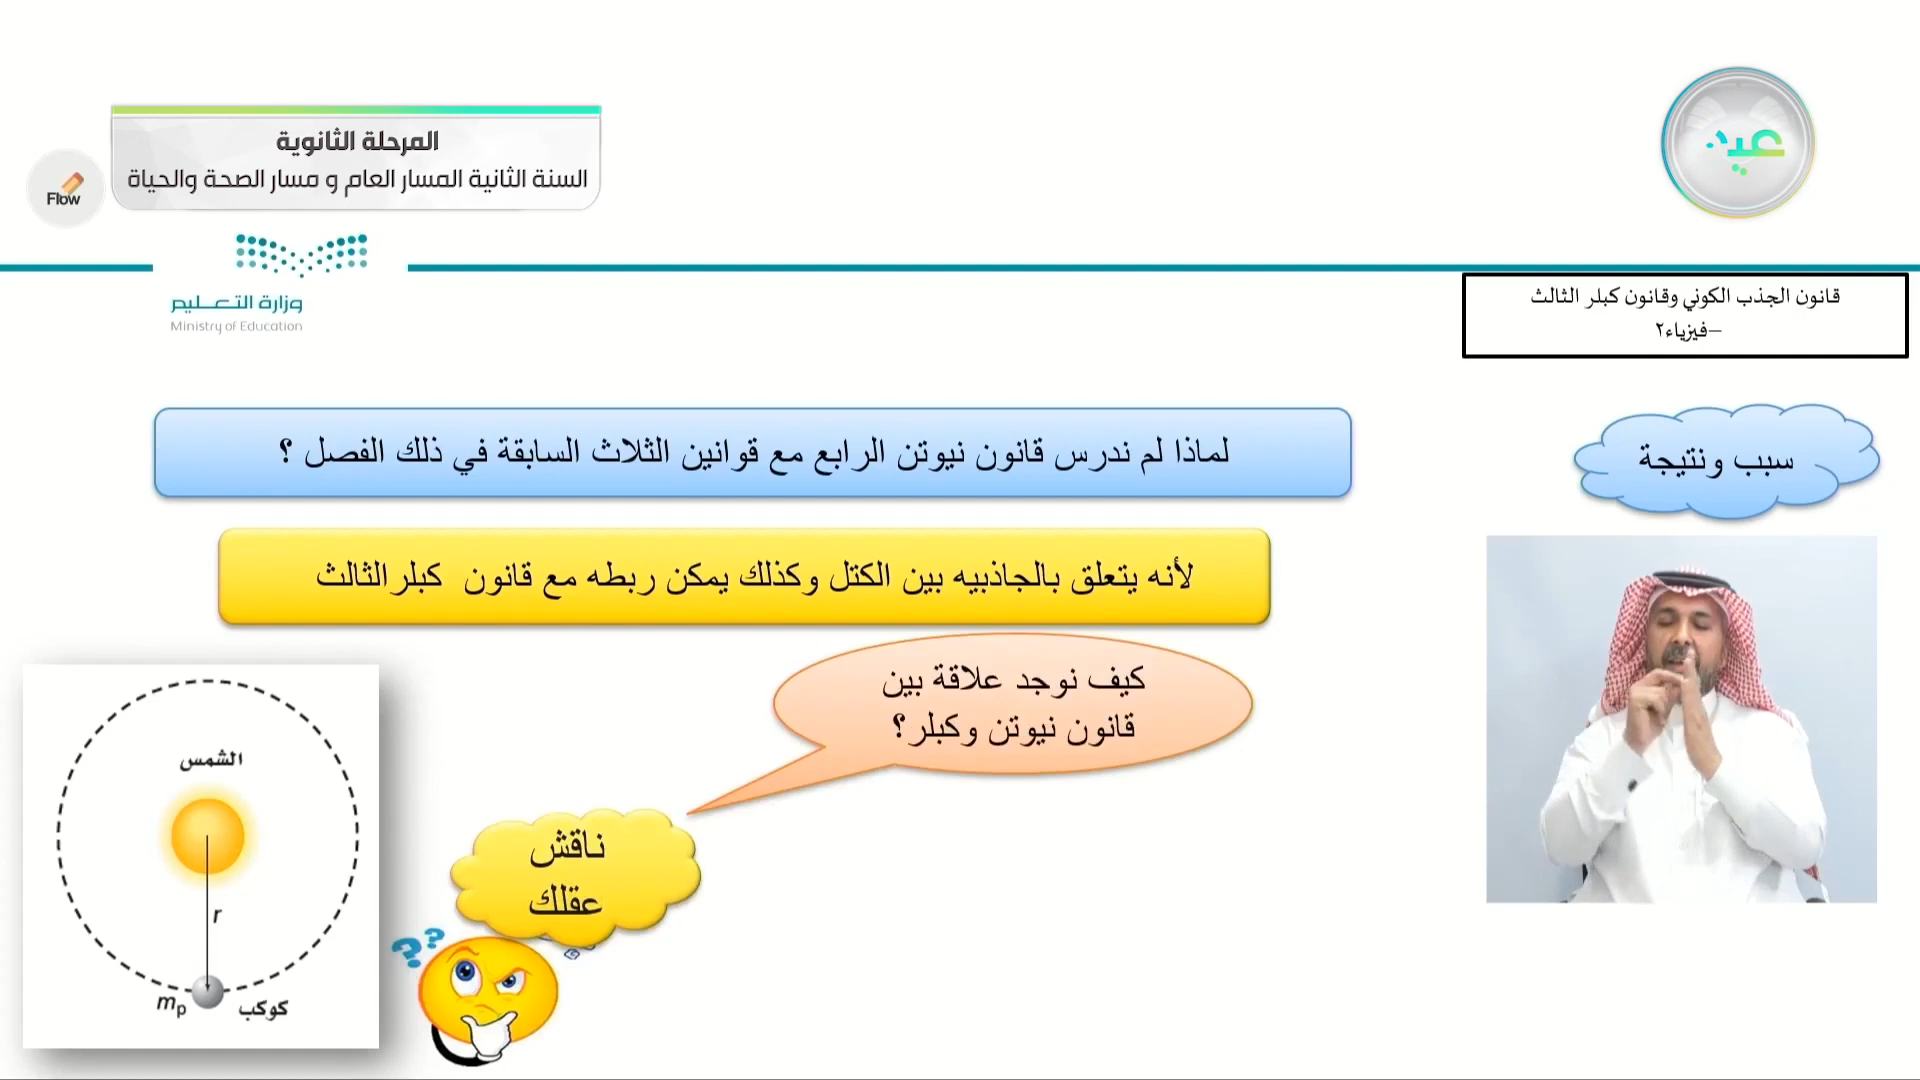 المرحلة الثانوية
السنة الثانية المسار العام و مسار الصحة والحياة
Flow
عين
وزارة التعليم
Ministry of Education
قانون الجذب الكوني وقانون كبلر الثالث
–فيزياء٢
سبب ونتيجة
لماذا لم ندرس قانون نيوتن الرابع مع قوانين الثلاث السابقة في ذلك الفصل ؟
لأنه يتعلق بالجاذبيه بين الكتل وكذلك يمكن ربطه مع قانون كبلر الثالث
كيف نوجد علاقة بين
قانون نيوتن وكبلر؟
ناقش
عقلك
??
الشمس
r
mp
كوكب